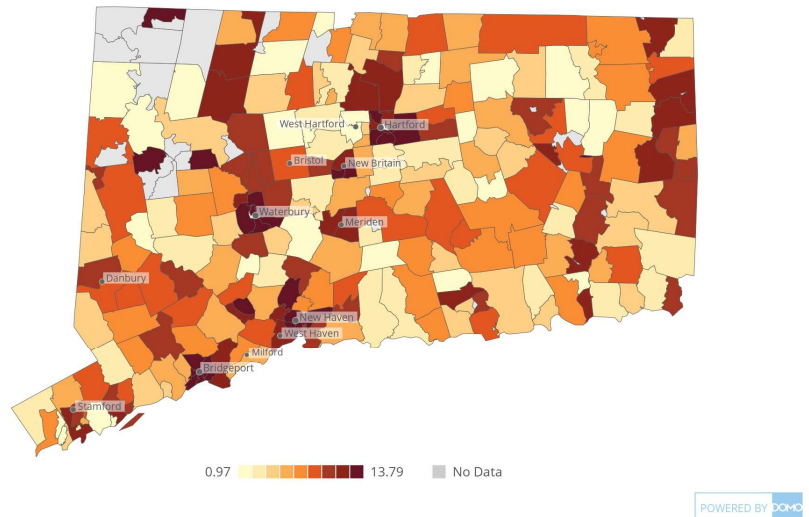 West Hartford
Hartford
Bristol
New Britain
Waterbury
Meriden
Danbury
New Haven
West Haven
Milford
Bridgeport
Stamford
0.97 13.79 No Data
POWERED BY DOMO